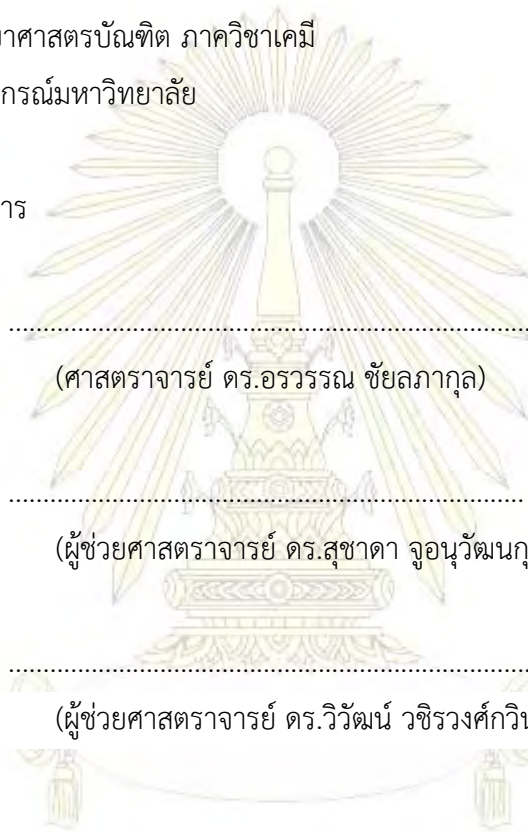 าศาสตรบัณฑิต ภาควิชาเคมี
กรณ์มหาวิทยาลัย
าร
................................................................................
(ศาสตราจารย์ ดร.อรวรรณ ชัยลภากุล)
................................................................................
(ผู้ช่วยศาสตราจารย์ ดร.สุชาดา จูอนุวัฒนกุ
................................................................................
(ผู้ช่วยศาสตราจารย์ ดร.วิวัฒน์ วชิรวงศ์กวิน